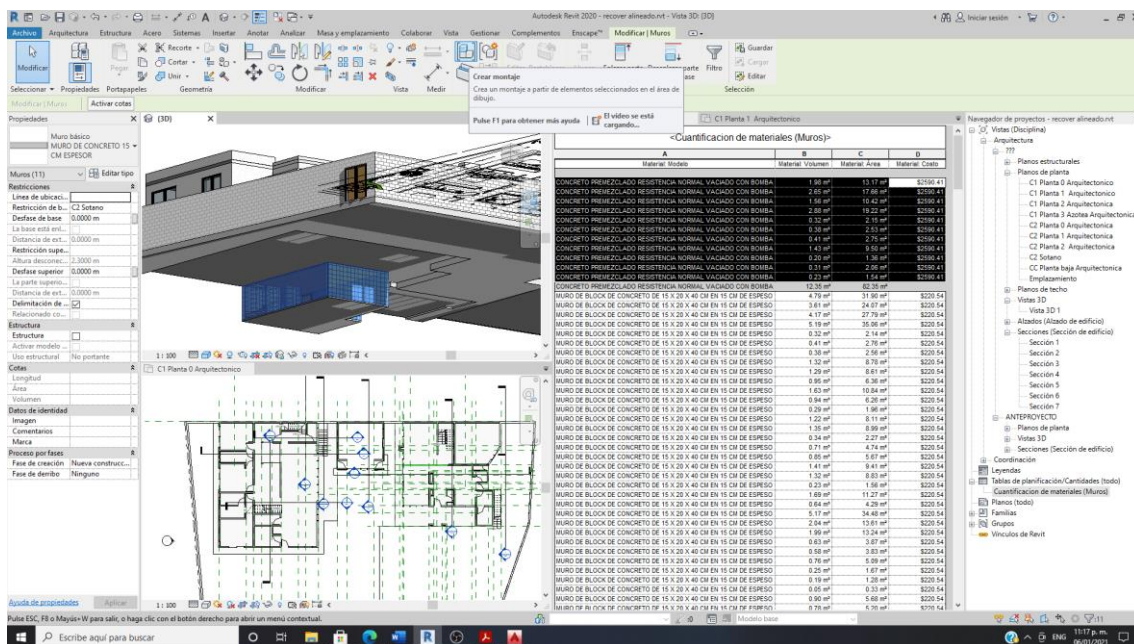 Autodesk Revit 2020 - recover alineado.rvt - Vista 3D: {3D}
Iniciar sesión
Archivo Arquitectura Estructura Acero Sistemas Insertar Anotar Analizar Masa y emplazamiento Colaborar Vista Gestionar Complementos Enscape™ Modificar | Muros
Modificar
Pegar
Recorte
Cortar
Unir
Filtro
Guardar
Cargar
Editar
Seleccionar Propiedades Portapapeles Geometría Modificar Vista Medir Selección
Modificar | Muros Activar cotas
Crear montaje
Crea un montaje a partir de elementos seleccionados en el área de
dibujo.
Pulse F1 para obtener más ayuda
El vídeo se está
cargando...
Propiedades
Muro básico
MURO DE CONCRETO 15
CM ESPESOR
Muros (11) Editar tipo
Restricciones
Línea de ubicaci...
Restricción de b... C2 Sotano
Desfase de base 0.0000 m
La base está enl...
Distancia de ext... 0.0000 m
Restricción supe...
Altura desconec... 2.3000 m
Desfase superior 0.0000 m
La parte superio...
Distancia de ext... 0.0000 m
Delimitación de ...
Relacionado co...
Estructura
Estructura
Activar modelo ...
Uso estructural No portante
Cotas
Longitud
Área
Volumen
Datos de identidad
Imagen
Comentarios
Marca
Proceso por fases
Fase de creación Nueva construcc...
Fase de derribo Ninguno
Ayuda de propiedades Aplicar
{3D}
1 : 100
C1 Planta 0 Arquitectonico
1 : 100
C1 Planta 1 Arquitectonico
<Cuantificacion de materiales (Muros)>
A B C D
Material: Modelo Material: Volumen Material: Área Material: Costo
CONCRETO PREMEZCLADO RESISTENCIA NORMAL VACIADO CON BOMBA 1.98 m³ 13.17 m² $2590.41
CONCRETO PREMEZCLADO RESISTENCIA NORMAL VACIADO CON BOMBA 2.65 m³ 17.66 m² $2590.41
CONCRETO PREMEZCLADO RESISTENCIA NORMAL VACIADO CON BOMBA 1.56 m³ 10.42 m² $2590.41
CONCRETO PREMEZCLADO RESISTENCIA NORMAL VACIADO CON BOMBA 2.88 m³ 19.22 m² $2590.41
CONCRETO PREMEZCLADO RESISTENCIA NORMAL VACIADO CON BOMBA 0.32 m³ 2.15 m² $2590.41
CONCRETO PREMEZCLADO RESISTENCIA NORMAL VACIADO CON BOMBA 0.38 m³ 2.53 m² $2590.41
CONCRETO PREMEZCLADO RESISTENCIA NORMAL VACIADO CON BOMBA 0.41 m³ 2.75 m² $2590.41
CONCRETO PREMEZCLADO RESISTENCIA NORMAL VACIADO CON BOMBA 1.43 m³ 9.50 m² $2590.41
CONCRETO PREMEZCLADO RESISTENCIA NORMAL VACIADO CON BOMBA 0.20 m³ 1.36 m² $2590.41
CONCRETO PREMEZCLADO RESISTENCIA NORMAL VACIADO CON BOMBA 0.31 m³ 2.06 m² $2590.41
CONCRETO PREMEZCLADO RESISTENCIA NORMAL VACIADO CON BOMBA 0.23 m³ 1.54 m² $2590.41
CONCRETO PREMEZCLADO RESISTENCIA NORMAL VACIADO CON BOMBA 12.35 m³ 82.35 m²
MURO DE BLOCK DE CONCRETO DE 15 X 20 X 40 CM EN 15 CM DE ESPESO 4.79 m³ 31.90 m² $220.54
MURO DE BLOCK DE CONCRETO DE 15 X 20 X 40 CM EN 15 CM DE ESPESO 3.61 m³ 24.07 m² $220.54
MURO DE BLOCK DE CONCRETO DE 15 X 20 X 40 CM EN 15 CM DE ESPESO 4.17 m³ 27.79 m² $220.54
MURO DE BLOCK DE CONCRETO DE 15 X 20 X 40 CM EN 15 CM DE ESPESO 5.19 m³ 35.06 m² $220.54
MURO DE BLOCK DE CONCRETO DE 15 X 20 X 40 CM EN 15 CM DE ESPESO 0.32 m³ 2.14 m² $220.54
MURO DE BLOCK DE CONCRETO DE 15 X 20 X 40 CM EN 15 CM DE ESPESO 0.41 m³ 2.76 m² $220.54
MURO DE BLOCK DE CONCRETO DE 15 X 20 X 40 CM EN 15 CM DE ESPESO 0.38 m³ 2.56 m² $220.54
MURO DE BLOCK DE CONCRETO DE 15 X 20 X 40 CM EN 15 CM DE ESPESO 1.32 m³ 8.78 m² $220.54
MURO DE BLOCK DE CONCRETO DE 15 X 20 X 40 CM EN 15 CM DE ESPESO 1.29 m³ 8.61 m² $220.54
MURO DE BLOCK DE CONCRETO DE 15 X 20 X 40 CM EN 15 CM DE ESPESO 0.95 m³ 6.36 m² $220.54
MURO DE BLOCK DE CONCRETO DE 15 X 20 X 40 CM EN 15 CM DE ESPESO 1.63 m³ 10.84 m² $220.54
MURO DE BLOCK DE CONCRETO DE 15 X 20 X 40 CM EN 15 CM DE ESPESO 0.94 m³ 6.26 m² $220.54
MURO DE BLOCK DE CONCRETO DE 15 X 20 X 40 CM EN 15 CM DE ESPESO 0.29 m³ 1.96 m² $220.54
MURO DE BLOCK DE CONCRETO DE 15 X 20 X 40 CM EN 15 CM DE ESPESO 1.22 m³ 8.11 m² $220.54
MURO DE BLOCK DE CONCRETO DE 15 X 20 X 40 CM EN 15 CM DE ESPESO 1.35 m³ 8.99 m² $220.54
MURO DE BLOCK DE CONCRETO DE 15 X 20 X 40 CM EN 15 CM DE ESPESO 0.34 m³ 2.27 m² $220.54
MURO DE BLOCK DE CONCRETO DE 15 X 20 X 40 CM EN 15 CM DE ESPESO 0.71 m³ 4.74 m² $220.54
MURO DE BLOCK DE CONCRETO DE 15 X 20 X 40 CM EN 15 CM DE ESPESO 0.85 m³ 5.67 m² $220.54
MURO DE BLOCK DE CONCRETO DE 15 X 20 X 40 CM EN 15 CM DE ESPESO 1.41 m³ 9.41 m² $220.54
MURO DE BLOCK DE CONCRETO DE 15 X 20 X 40 CM EN 15 CM DE ESPESO 1.32 m³ 8.83 m² $220.54
MURO DE BLOCK DE CONCRETO DE 15 X 20 X 40 CM EN 15 CM DE ESPESO 0.23 m³ 1.56 m² $220.54
MURO DE BLOCK DE CONCRETO DE 15 X 20 X 40 CM EN 15 CM DE ESPESO 1.69 m³ 11.27 m² $220.54
MURO DE BLOCK DE CONCRETO DE 15 X 20 X 40 CM EN 15 CM DE ESPESO 0.64 m³ 4.29 m² $220.54
MURO DE BLOCK DE CONCRETO DE 15 X 20 X 40 CM EN 15 CM DE ESPESO 5.17 m³ 34.48 m² $220.54
MURO DE BLOCK DE CONCRETO DE 15 X 20 X 40 CM EN 15 CM DE ESPESO 2.04 m³ 13.61 m² $220.54
MURO DE BLOCK DE CONCRETO DE 15 X 20 X 40 CM EN 15 CM DE ESPESO 1.99 m³ 13.24 m² $220.54
MURO DE BLOCK DE CONCRETO DE 15 X 20 X 40 CM EN 15 CM DE ESPESO 0.63 m³ 3.87 m² $220.54
MURO DE BLOCK DE CONCRETO DE 15 X 20 X 40 CM EN 15 CM DE ESPESO 0.58 m³ 3.83 m² $220.54
MURO DE BLOCK DE CONCRETO DE 15 X 20 X 40 CM EN 15 CM DE ESPESO 0.76 m³ 5.09 m² $220.54
MURO DE BLOCK DE CONCRETO DE 15 X 20 X 40 CM EN 15 CM DE ESPESO 0.25 m³ 1.67 m² $220.54
MURO DE BLOCK DE CONCRETO DE 15 X 20 X 40 CM EN 15 CM DE ESPESO 0.19 m³ 1.28 m² $220.54
MURO DE BLOCK DE CONCRETO DE 15 X 20 X 40 CM EN 15 CM DE ESPESO 0.05 m³ 0.33 m² $220.54
MURO DE BLOCK DE CONCRETO DE 15 X 20 X 40 CM EN 15 CM DE ESPESO 0.90 m³ 5.68 m² $220.54
MURO DE BLOCK DE CONCRETO DE 15 X 20 X 40 CM EN 15 CM DE ESPESO 0.78 m³ 5.20 m² $220.54
Navegador de proyectos - recover alineado.rvt
Vistas (Disciplina)
Arquitectura
???
Planos estructurales
Planos de planta
C1 Planta 0 Arquitectonico
C1 Planta 1 Arquitectonico
C1 Planta 2 Arquitectonica
C1 Planta 3 Azotea Arquitectonica
C2 Planta 0 Arquitectonica
C2 Planta 1 Arquitectonica
C2 Planta 2 Arquitectonica
C2 Sotano
CC Planta baja Arquitectonica
Emplazamiento
Planos de techo
Vistas 3D
Vista 3D 1
Alzados (Alzado de edificio)
Secciones (Sección de edificio)
Sección 1
Sección 2
Sección 3
Sección 4
Sección 5
Sección 6
Sección 7
ANTEPROYECTO
Planos de planta
Vistas 3D
Secciones (Sección de edificio)
Coordinación
Leyendas
Tablas de planificación/Cantidades (todo)
Cuantificacion de materiales (Muros)
Planos (todo)
Familias
Grupos
Vínculos de Revit
Pulse ESC, F8 o Mayús+W para salir, o haga clic con el botón derecho para abrir un menú contextual.
Modelo base
Escribe aquí para buscar
ENG
11:17 p. m.
06/01/2021